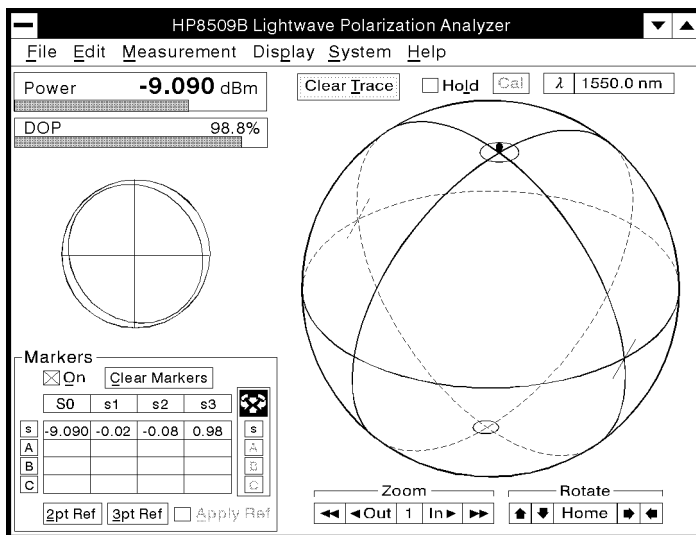 HP8509B Lightwave Polarization Analyzer
File Edit Measurement Display System Help
Power -9.090 dBm
DOP 98.8%
Clear Trace Hold Cal λ 1550.0 nm
Markers
On Clear Markers
S0 s1 s2 s3
s -9.090 -0.02 -0.08 0.98 s
A A
B B
C C
2pt Ref 3pt Ref Apply Ref
Zoom
Out 1 In
Rotate
Home